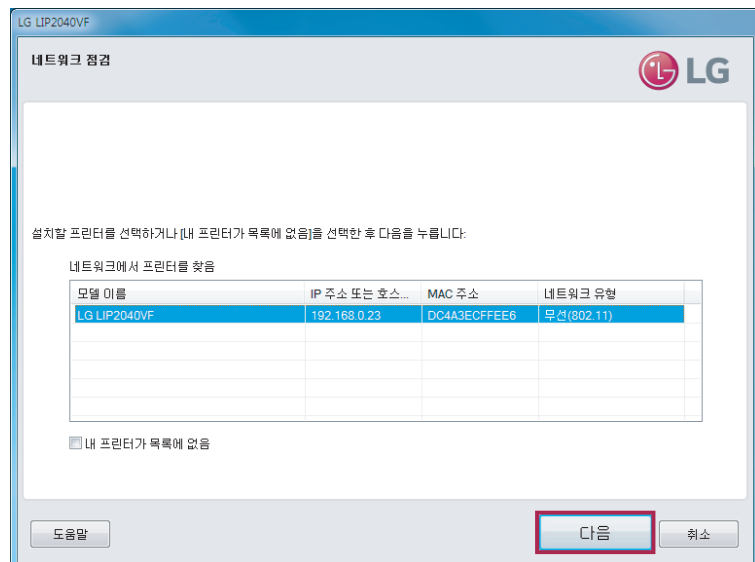 LG LIP2040VF
네트워크 점검
LG
설치할 프린터를 선택하거나 [내 프린터가 목록에 없음]을 선택한 후 다음을 누릅니다:
네트워크에서 프린터를 찾음
모델 이름 IP 주소 또는 호스... MAC 주소 네트워크 유형
LG LIP2040VF 192.168.0.23 DC4A3ECFFEE6 무선(802.11)
내 프린터가 목록에 없음
도움말 다음 취소